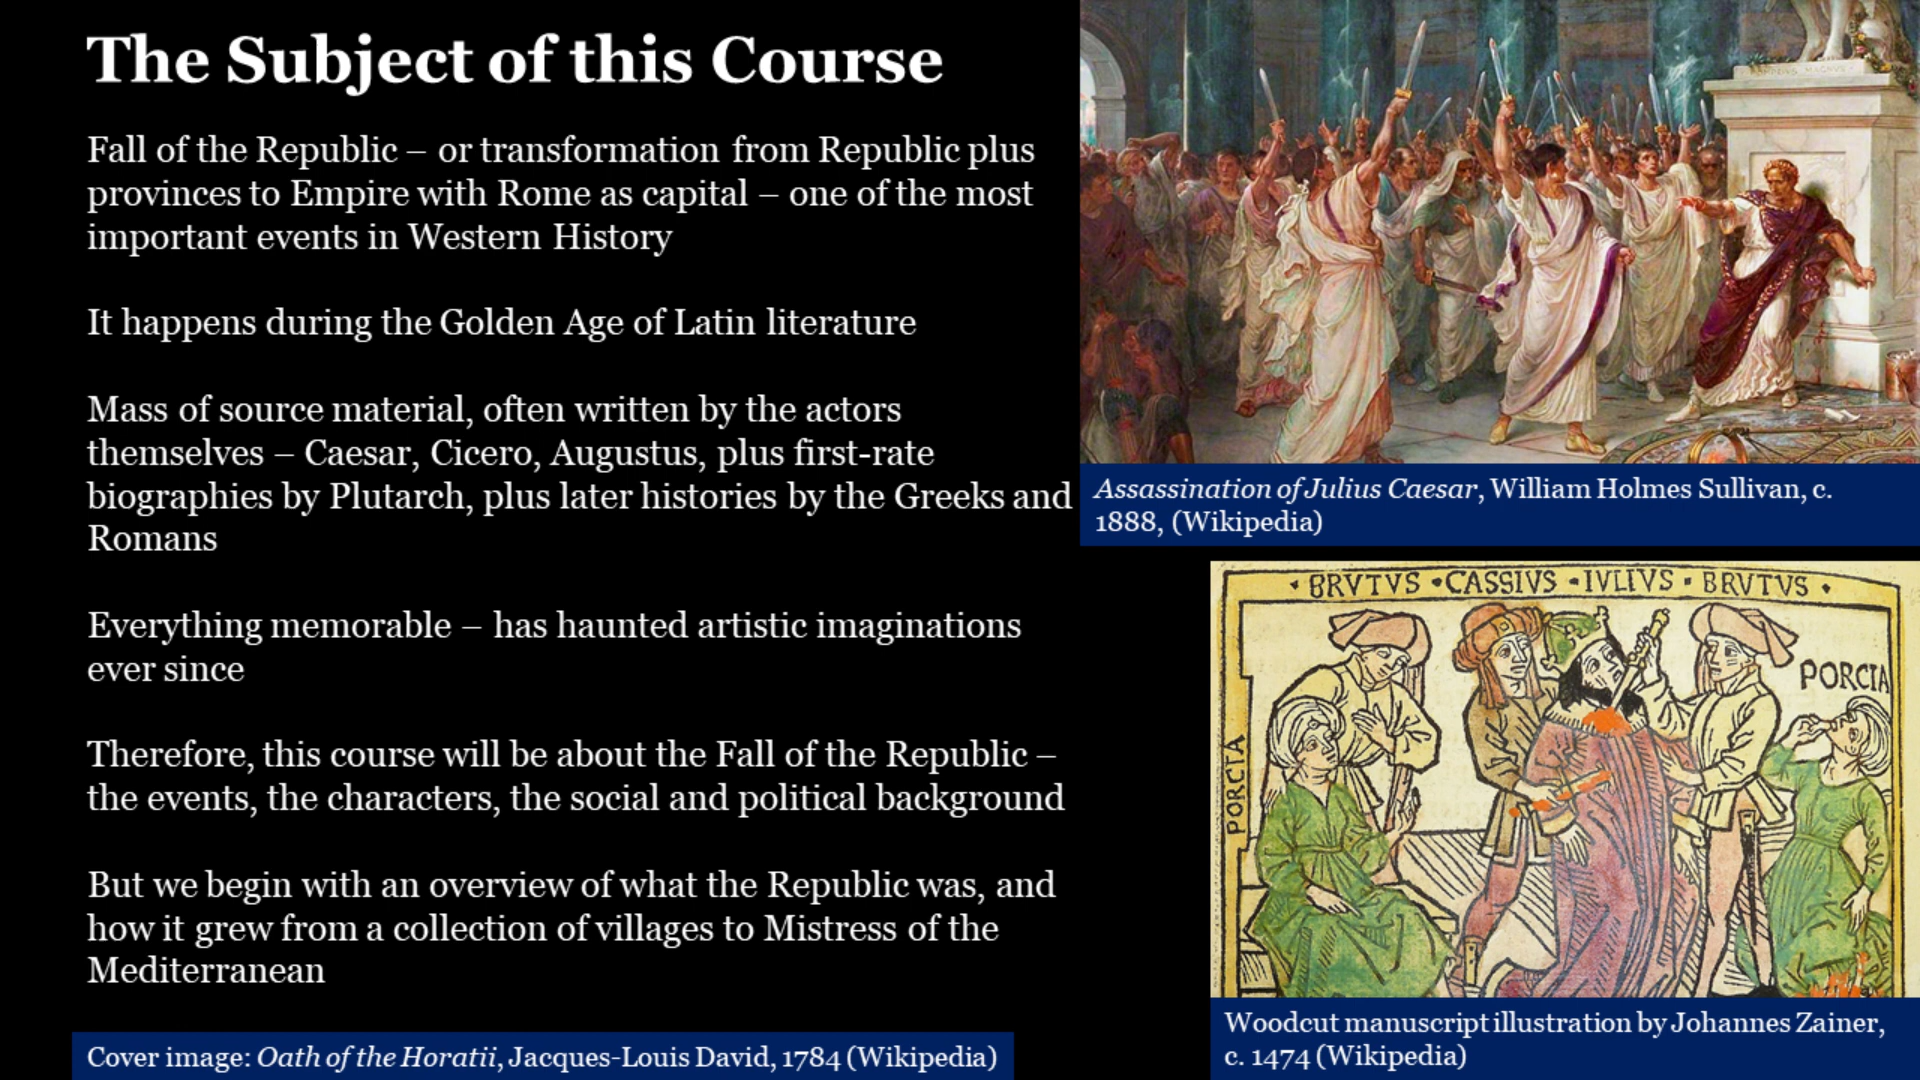 The Subject of this Course
Fall of the Republic – or transformation from Republic plus
provinces to Empire with Rome as capital – one of the most
important events in Western History
It happens during the Golden Age of Latin literature
Mass of source material, often written by the actors
themselves – Caesar, Cicero, Augustus, plus first-rate
biographies by Plutarch, plus later histories by the Greeks and
Romans
Everything memorable – has haunted artistic imaginations
ever since
Therefore, this course will be about the Fall of the Republic –
the events, the characters, the social and political background
But we begin with an overview of what the Republic was, and
how it grew from a collection of villages to Mistress of the
Mediterranean
Cover image: Oath of the Horatii, Jacques-Louis David, 1784 (Wikipedia)
Assassination of Julius Caesar, William Holmes Sullivan, c.
1888, (Wikipedia)
• BRVTVS • CASSIVS • IVLIVS • BRVTVS •
PORCIA
PORCIA
Woodcut manuscript illustration by Johannes Zainer,
c. 1474 (Wikipedia)